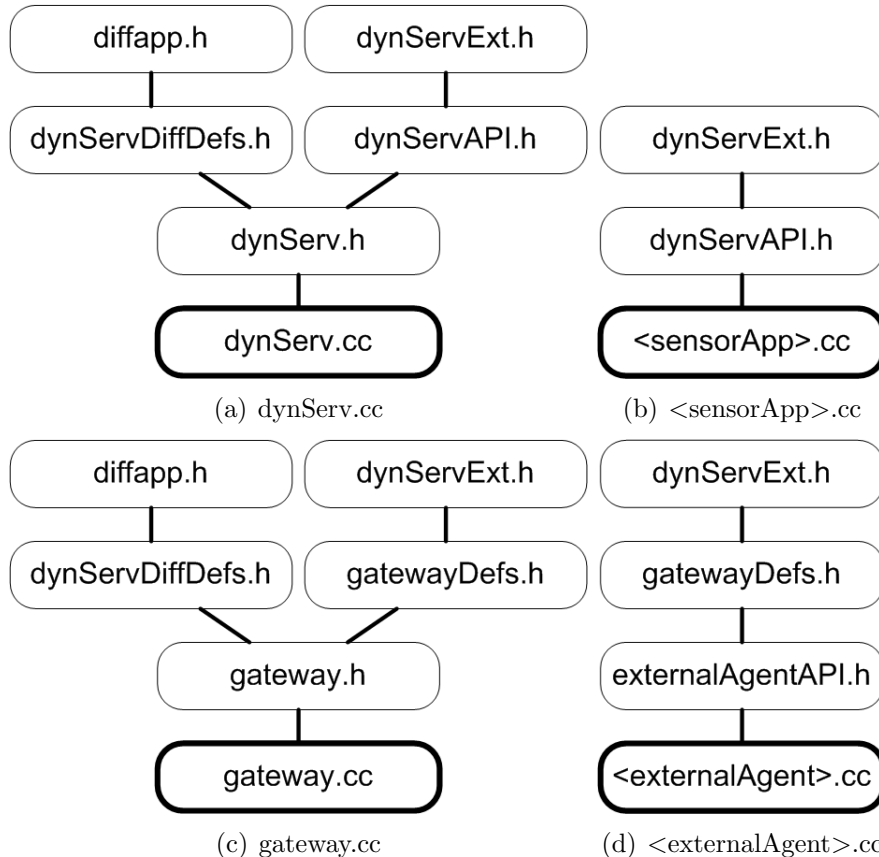 diffapp.h
dynServExt.h
dynServDiffDefs.h
dynServAPI.h
dynServ.h
dynServ.cc
(a) dynServ.cc
dynServExt.h
dynServAPI.h
<sensorApp>.cc
(b) <sensorApp>.cc
diffapp.h
dynServExt.h
dynServDiffDefs.h
gatewayDefs.h
gateway.h
gateway.cc
(c) gateway.cc
dynServExt.h
gatewayDefs.h
externalAgentAPI.h
<externalAgent>.cc
(d) <externalAgent>.cc